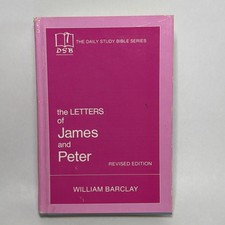 DSB
THE DAILY STUDY BIBLE SERIES
the LETTERS
of
James
and
Peter
REVISED EDITION
WILLIAM BARCLAY